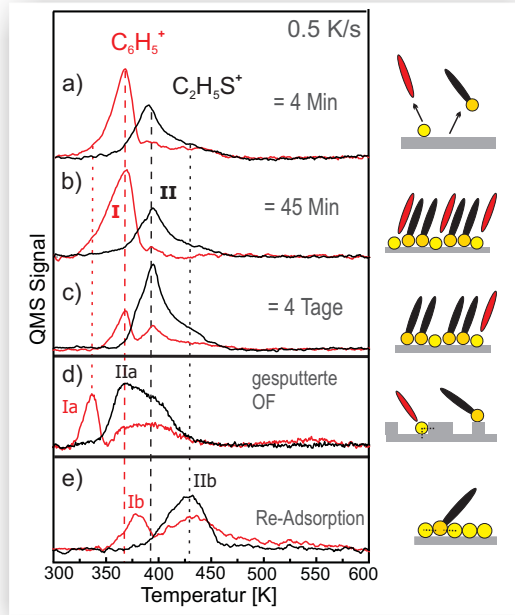 0.5 K/s
C₆H₅⁺
C₂H₅S⁺
a)
= 4 Min
b)
= 45 Min
I
II
c)
= 4 Tage
d)
IIa
gesputterte
OF
Ia
e)
Ib
IIb
Re-Adsorption
QMS Signal
300 350 400 450 500 550 600
Temperatur [K]